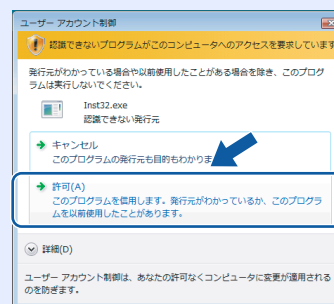 ユーザー アカウント制御
認識できないプログラムがこのコンピュータへのアクセスを要求しています
発行元がわかっている場合や以前使用したことがある場合を除き、このプログ
ラムは実行しないでください。
Inst32.exe
認識できない発行元
キャンセル
このプログラムの発行元も目的もわかりま
許可(A)
このプログラムを信用します。発行元がわかっているか、このプログラ
ムを以前使用したことがあります。
詳細(D)
ユーザー アカウント制御は、あなたの許可なくコンピュータに変更が適用される
のを防ぎます。